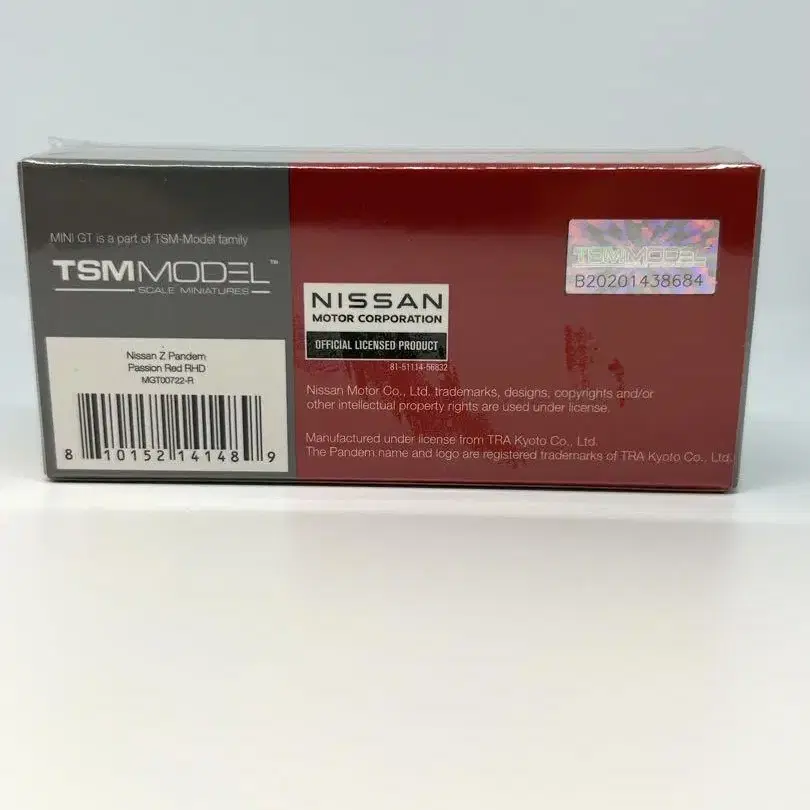 MINI GT is a part of TSM-Model family
TSMMODEL™
SCALE MINIATURES
Nissan Z Pandem
Passion Red RHD
MGT00722-R
8 10152 14148 9
NISSAN
MOTOR CORPORATION
OFFICIAL LICENSED PRODUCT
81-51114-56832
Nissan Motor Co., Ltd. trademarks, designs, copyrights and/or
other intellectual property rights are used under license.
Manufactured under license from TRA Kyoto Co., Ltd.
The Pandem name and logo are registered trademarks of TRA Kyoto Co., Ltd.
TSMMODEL
B20201438684